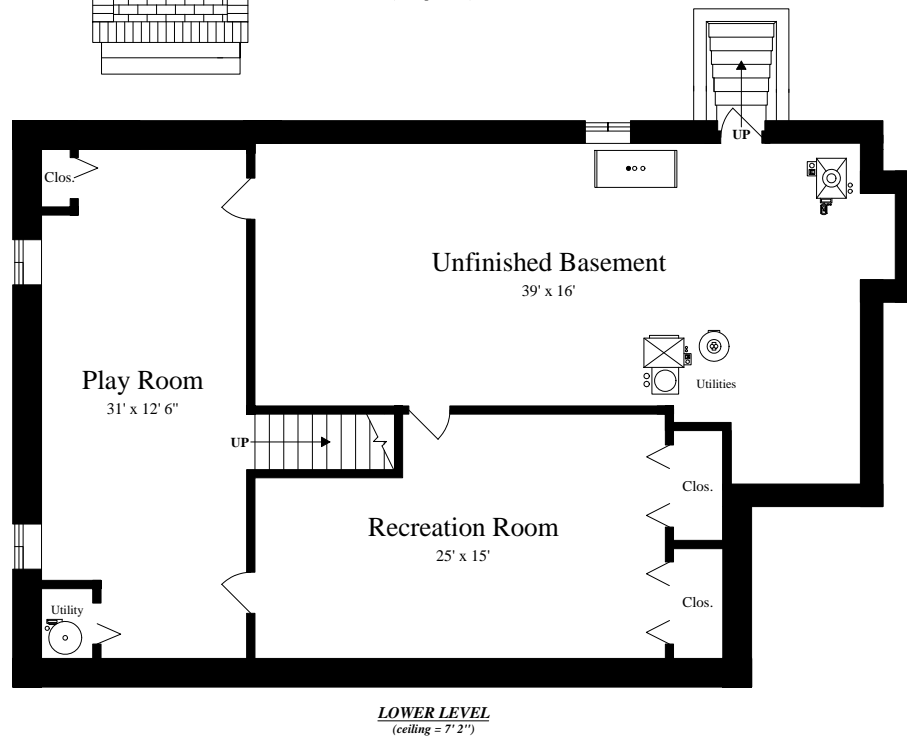 UP
Clos.
Unfinished Basement
39' x 16'
Play Room
31' x 12' 6"
Utilities
UP
Clos.
Recreation Room
25' x 15'
Clos.
Utility
LOWER LEVEL
(ceiling = 7' 2")